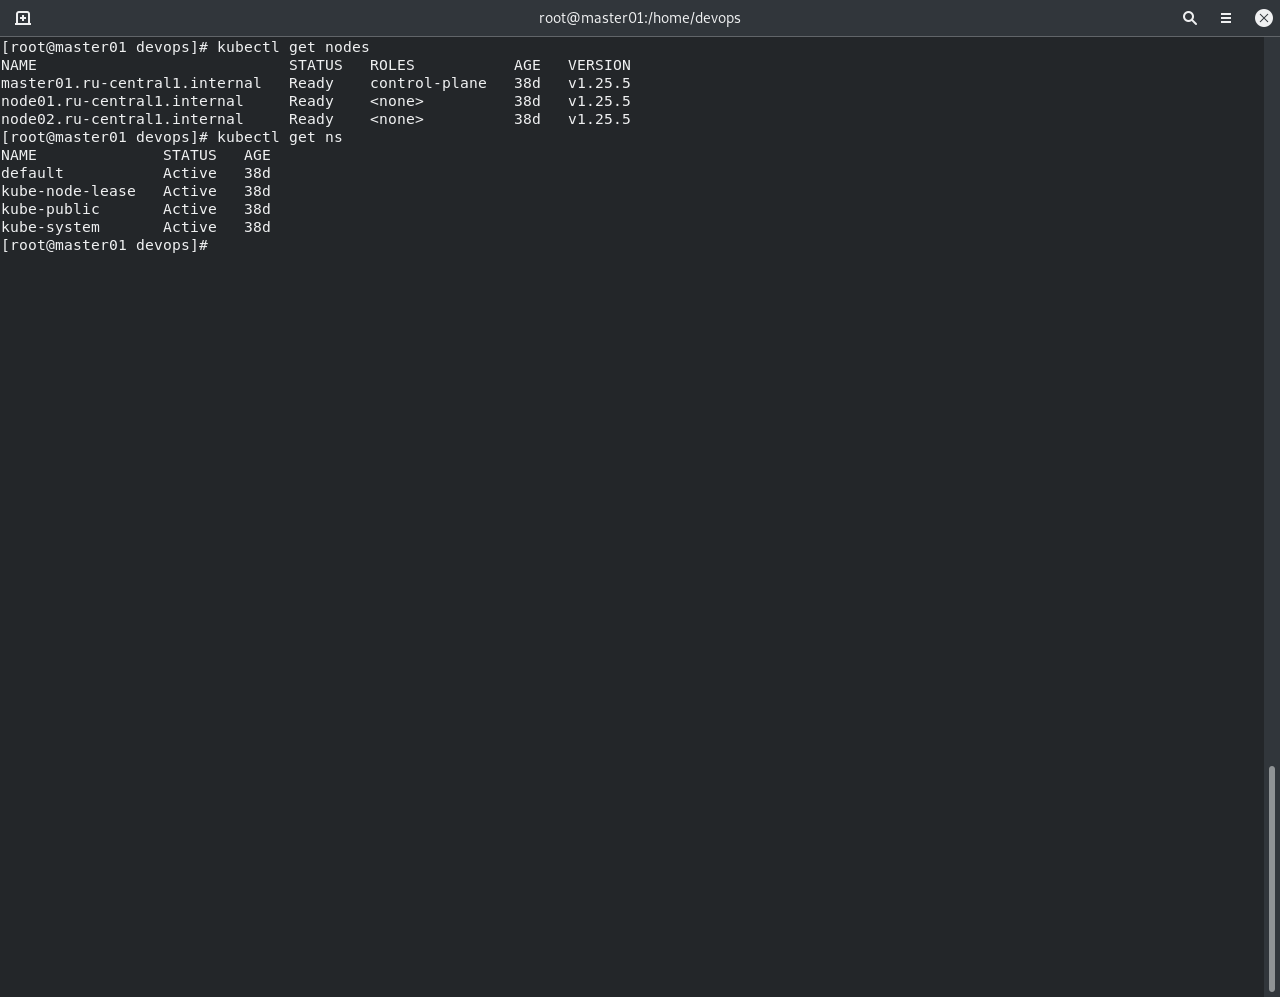 root@master01:/home/devops
[root@master01 devops]# kubectl get nodes
NAME                            STATUS   ROLES           AGE   VERSION
master01.ru-central1.internal   Ready    control-plane   38d   v1.25.5
node01.ru-central1.internal     Ready    <none>          38d   v1.25.5
node02.ru-central1.internal     Ready    <none>          38d   v1.25.5
[root@master01 devops]# kubectl get ns
NAME              STATUS   AGE
default           Active   38d
kube-node-lease   Active   38d
kube-public       Active   38d
kube-system       Active   38d
[root@master01 devops]#